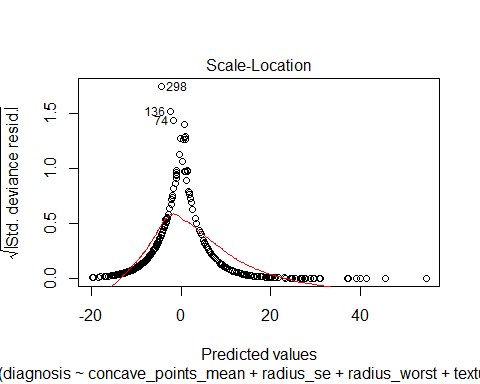 Scale-Location
√|Std. deviance resid.|
1.5
1.0
0.5
0.0
298
136
74
-20
0
20
40
Predicted values
(diagnosis ~ concave_points_mean + radius_se + radius_worst + textu